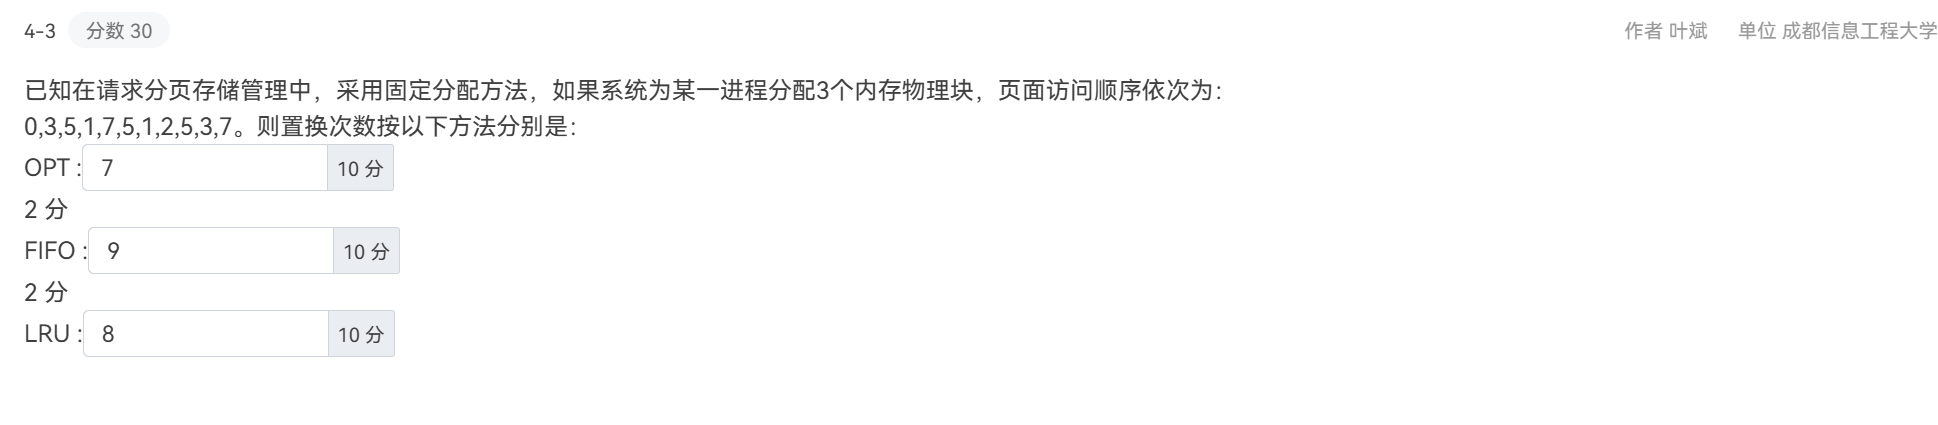 4-3 分数 30 作者 叶斌 单位 成都信息工程大学
已知在请求分页存储管理中，采用固定分配方法，如果系统为某一进程分配3个内存物理块，页面访问顺序依次为：
0,3,5,1,7,5,1,2,5,3,7。则置换次数按以下方法分别是：
OPT : 7 10 分
2 分
FIFO : 9 10 分
2 分
LRU : 8 10 分